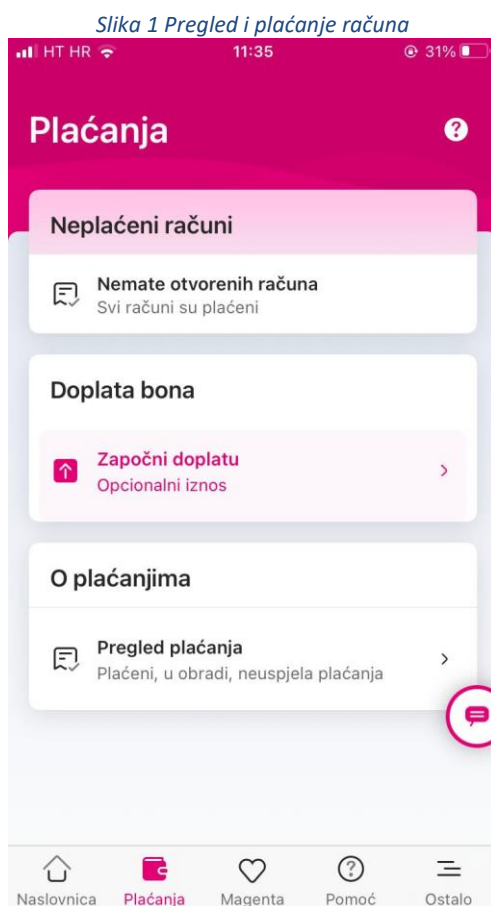 Slika 1 Pregled i plaćanje računa
HT HR 11:35 31%
Plaćanja ?
Neplaćeni računi
Nemate otvorenih računa
Svi računi su plaćeni
Doplata bona
Započni doplatu
Opcionalni iznos
O plaćanjima
Pregled plaćanja
Plaćeni, u obradi, neuspjela plaćanja
Naslovnica Plaćanja Magenta Pomoć Ostalo